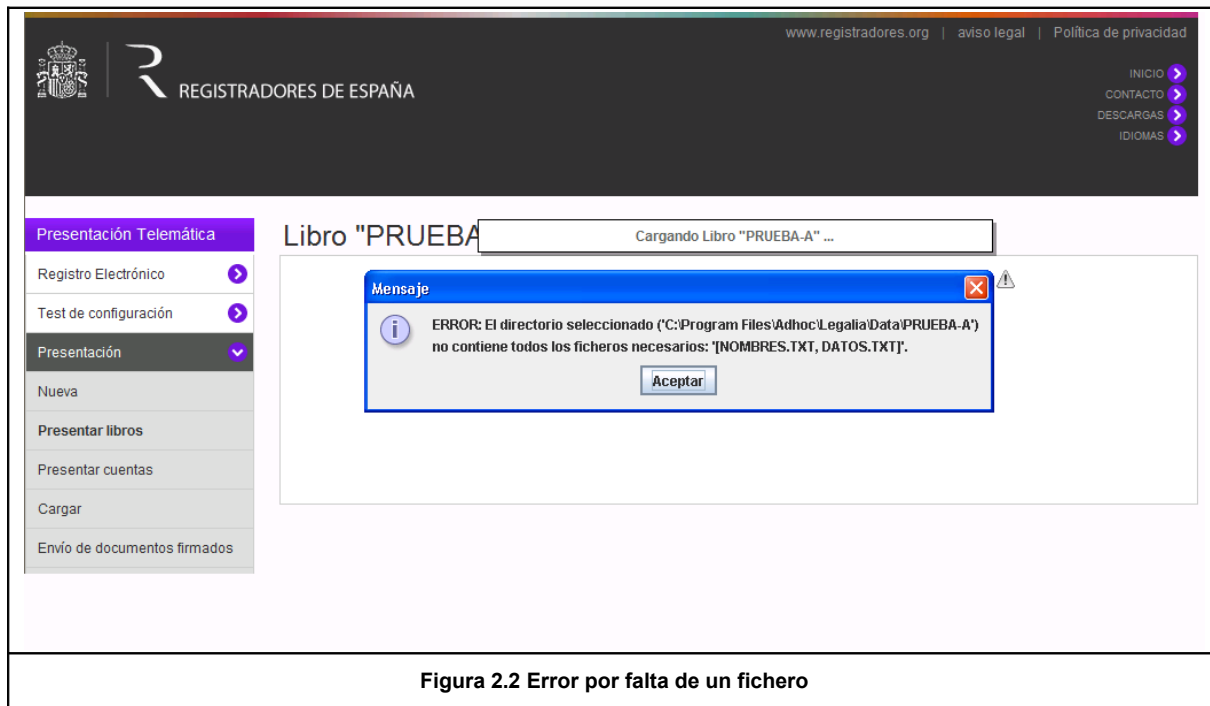 www.registradores.org | aviso legal | Política de privacidad
INICIO
CONTACTO
DESCARGAS
IDIOMAS
REGISTRADORES DE ESPAÑA
Presentación Telemática
Registro Electrónico
Test de configuración
Presentación
Nueva
Presentar libros
Presentar cuentas
Cargar
Envío de documentos firmados
Libro "PRUEBA
Cargando Libro "PRUEBA-A" ...
Mensaje
ERROR: El directorio seleccionado ('C:\Program Files\Adhoc\Legalia\Data\PRUEBA-A')
no contiene todos los ficheros necesarios: '[NOMBRES.TXT, DATOS.TXT]'.
Aceptar
Figura 2.2 Error por falta de un fichero